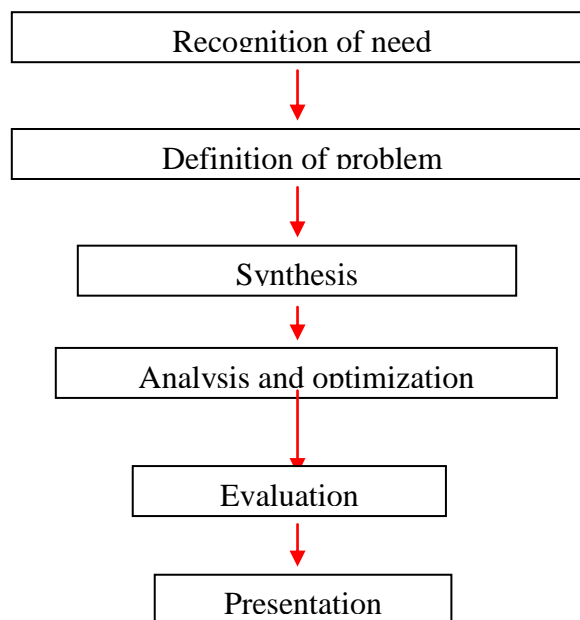 Recognition of need
Definition of problem
Synthesis
Analysis and optimization
Evaluation
Presentation